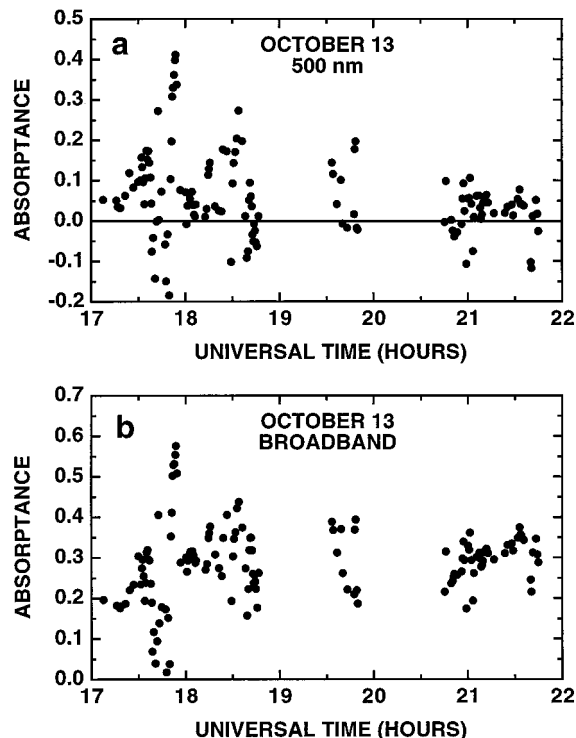 a
OCTOBER 13
500 nm
ABSORPTANCE
0.5
0.4
0.3
0.2
0.1
0.0
-0.1
-0.2
17 18 19 20 21 22
UNIVERSAL TIME (HOURS)
b
OCTOBER 13
BROADBAND
ABSORPTANCE
0.7
0.6
0.5
0.4
0.3
0.2
0.1
0.0
17 18 19 20 21 22
UNIVERSAL TIME (HOURS)